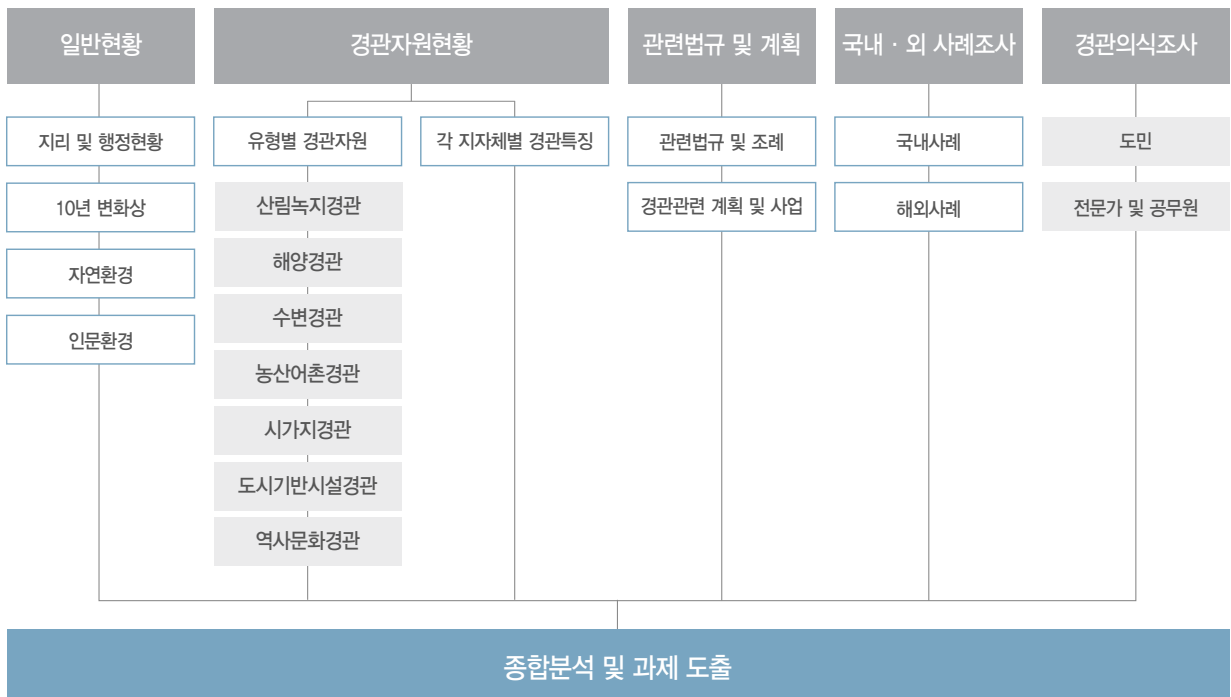 일반현황
경관자원현황
관련법규 및 계획
국내 · 외 사례조사
경관의식조사
지리 및 행정현황
유형별 경관자원
각 지자체별 경관특징
관련법규 및 조례
국내사례
도민
10년 변화상
산림녹지경관
경관관련 계획 및 사업
해외사례
전문가 및 공무원
자연환경
해양경관
인문환경
수변경관
농산어촌경관
시가지경관
도시기반시설경관
역사문화경관
종합분석 및 과제 도출